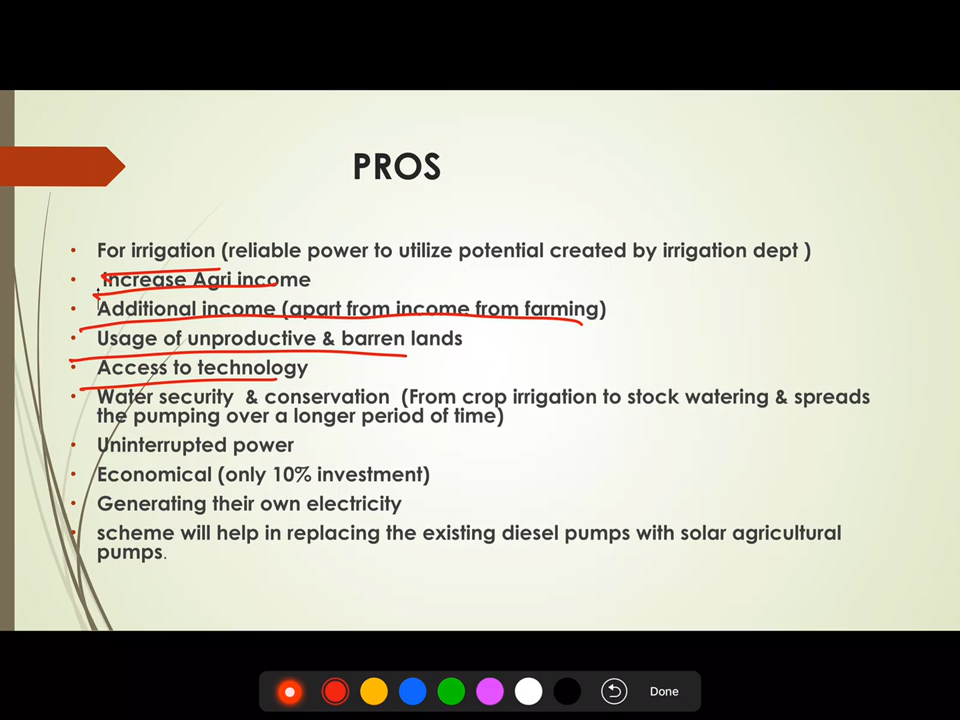 PROS
For irrigation (reliable power to utilize potential created by irrigation dept )
Increase Agri income
Additional income (apart from income from farming)
Usage of unproductive & barren lands
Access to technology
Water security & conservation (From crop irrigation to stock watering & spreads
the pumping over a longer period of time)
Uninterrupted power
Economical (only 10% investment)
Generating their own electricity
scheme will help in replacing the existing diesel pumps with solar agricultural
pumps.
Done